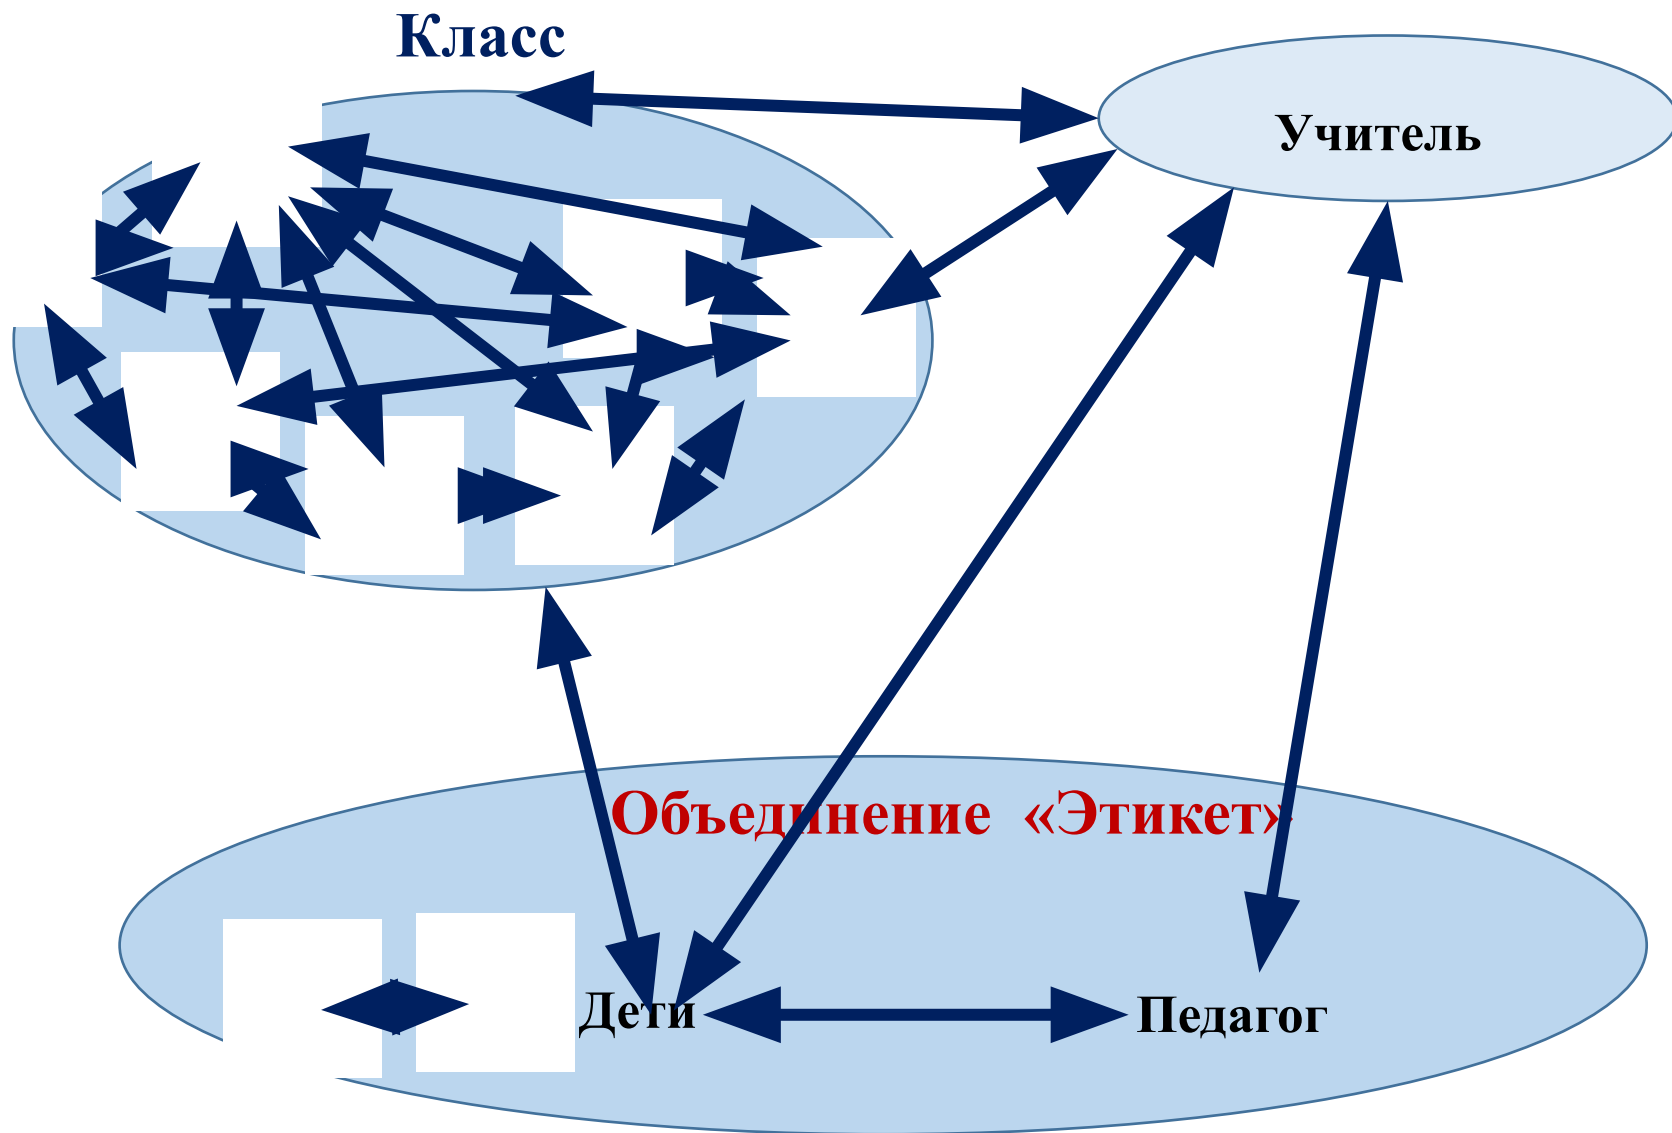 Класс
Учитель
Объединение «Этикет»
Дети
Педагог